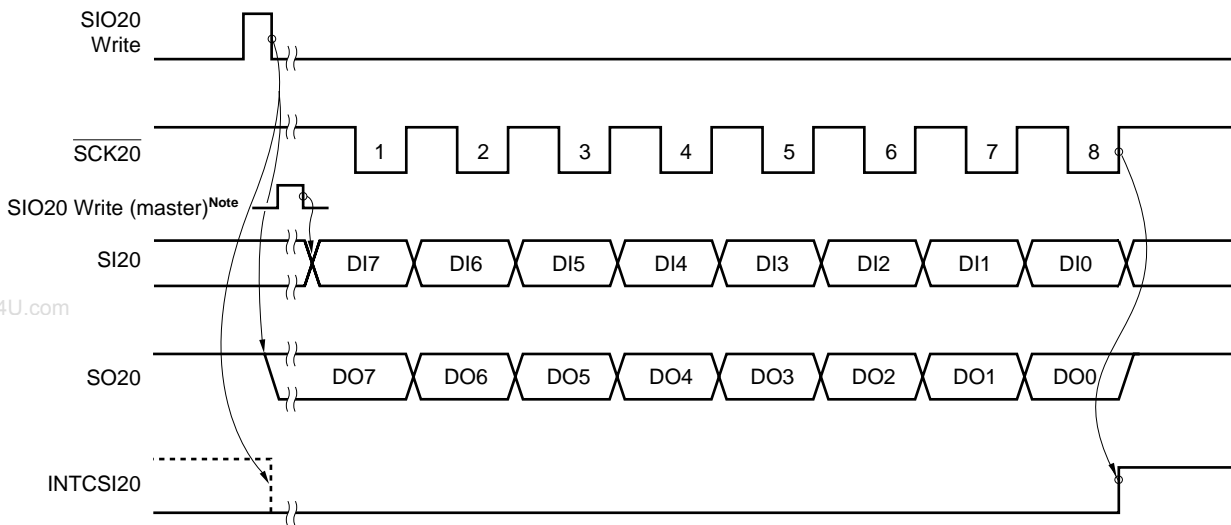 SIO20
Write
SCK20
1 2 3 4 5 6 7 8
SIO20 Write (master)Note
SI20
DI7 DI6 DI5 DI4 DI3 DI2 DI1 DI0
4U.com
SO20
DO7 DO6 DO5 DO4 DO3 DO2 DO1 DO0
INTCSI20